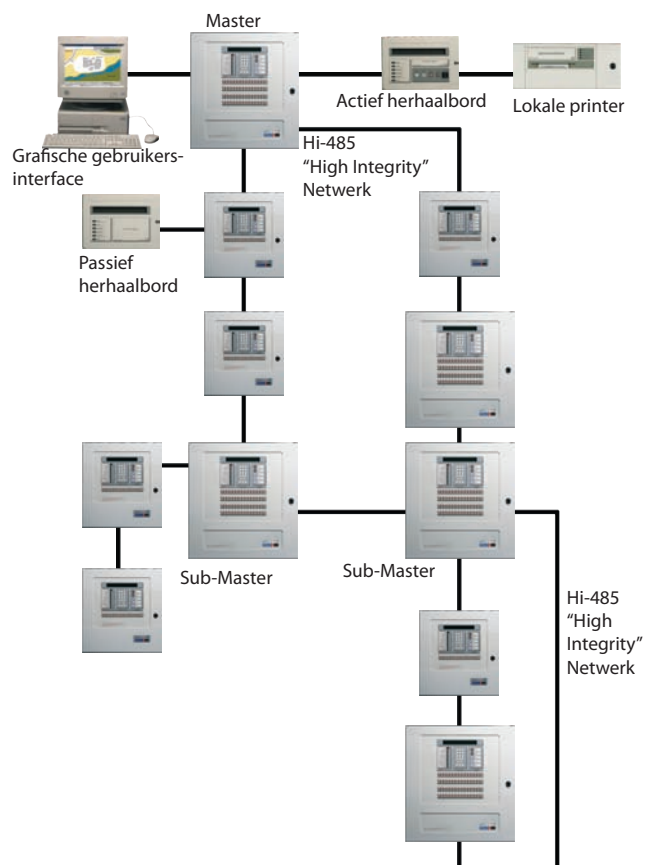 Master
Actief herhaalbord
Lokale printer
Grafische gebruikers-
interface
Hi-485
“High Integrity”
Netwerk
Passief
herhaalbord
Sub-Master
Sub-Master
Hi-485
“High
Integrity”
Netwerk